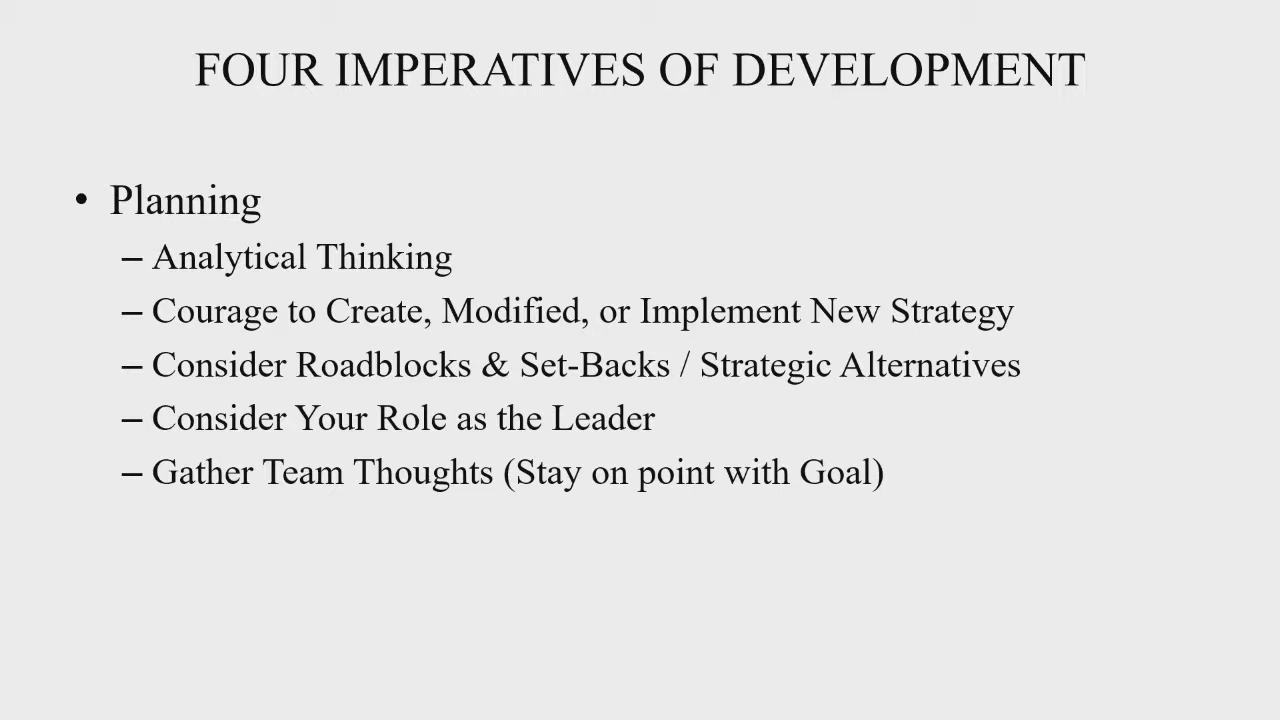 FOUR IMPERATIVES OF DEVELOPMENT
• Planning
– Analytical Thinking
– Courage to Create, Modified, or Implement New Strategy
– Consider Roadblocks & Set-Backs / Strategic Alternatives
– Consider Your Role as the Leader
– Gather Team Thoughts (Stay on point with Goal)